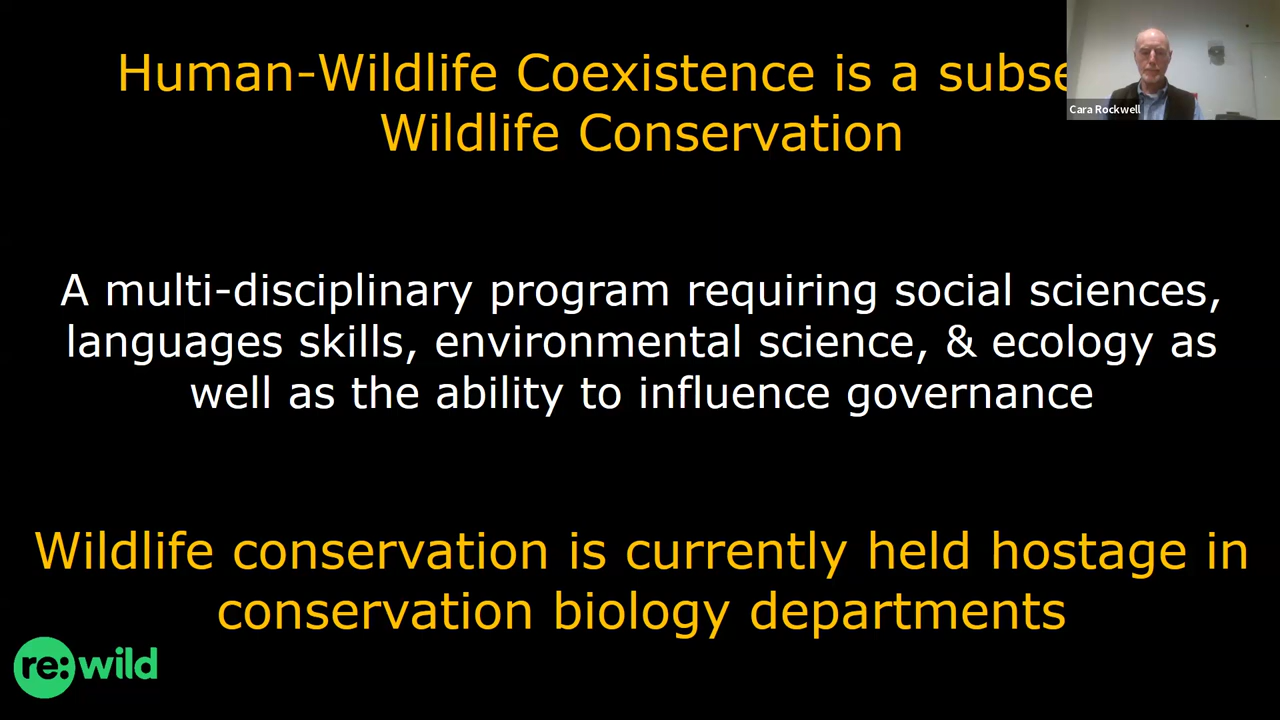 Human-Wildlife Coexistence is a
Wildlife Conservation
Cara Rockwell
A multi-disciplinary program requiring social sciences,
languages skills, environmental science, & ecology as
well as the ability to influence governance
Wildlife conservation is currently held hostage in
conservation biology departments
re:wild